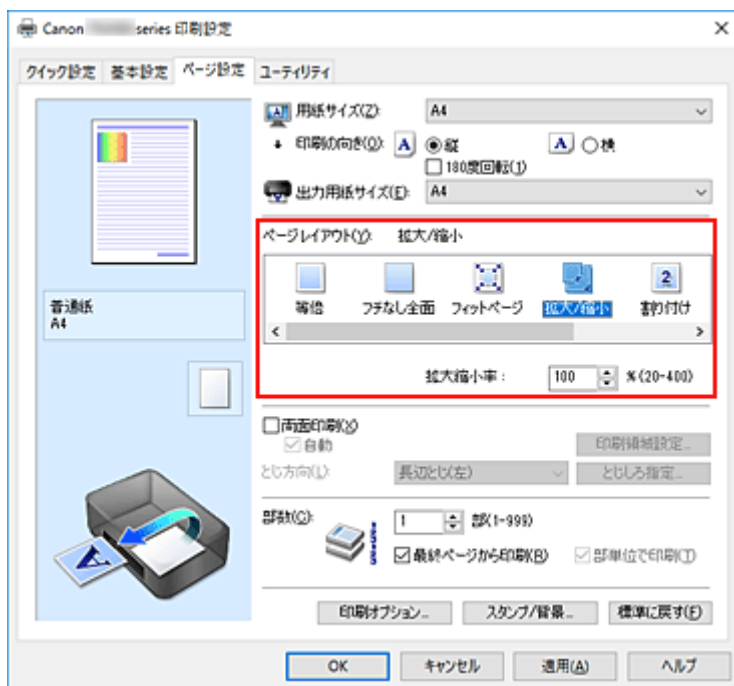 Canon series 印刷設定
クイック設定 基本設定 ページ設定 ユーティリティ
用紙サイズ(Z): A4
印刷の向き(O): A 縦 A 横
180度回転(1)
出力用紙サイズ(E): A4
ページレイアウト(Y): 拡大/縮小
等倍 フチなし全面 フィットページ 拡大/縮小 2 割り付け
拡大縮小率: 100 %(20-400)
普通紙
A4
両面印刷(X)
自動 印刷領域設定...
とじ方向(L): 長辺とじ(左) とじしろ指定...
部数(C): 1 部(1-999)
最終ページから印刷(R) 部単位で印刷(T)
印刷オプション... スタンプ/背景... 標準に戻す(F)
OK キャンセル 適用(A) ヘルプ